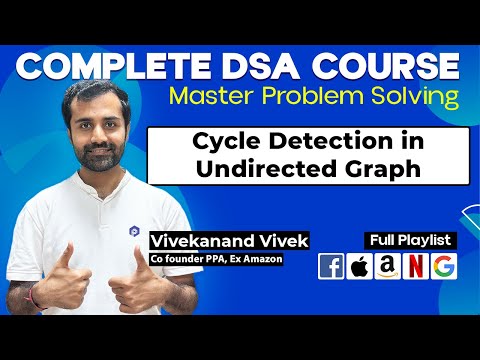 COMPLETE DSA COURSE
Master Problem Solving
Cycle Detection in
Undirected Graph
Vivekanand Vivek
Co founder PPA, Ex Amazon
Full Playlist
f
a
N
G